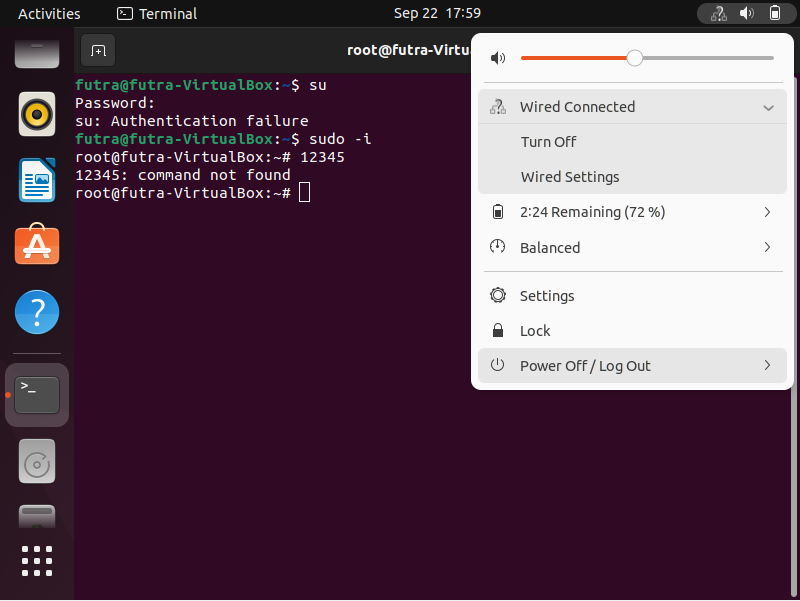 Activities Terminal Sep 22 17:59
root@futra-Virtua
futra@futra-VirtualBox:~$ su
Password:
su: Authentication failure
futra@futra-VirtualBox:~$ sudo -i
root@futra-VirtualBox:~# 12345
12345: command not found
root@futra-VirtualBox:~#
Wired Connected
Turn Off
Wired Settings
2:24 Remaining (72 %)
Balanced
Settings
Lock
Power Off / Log Out